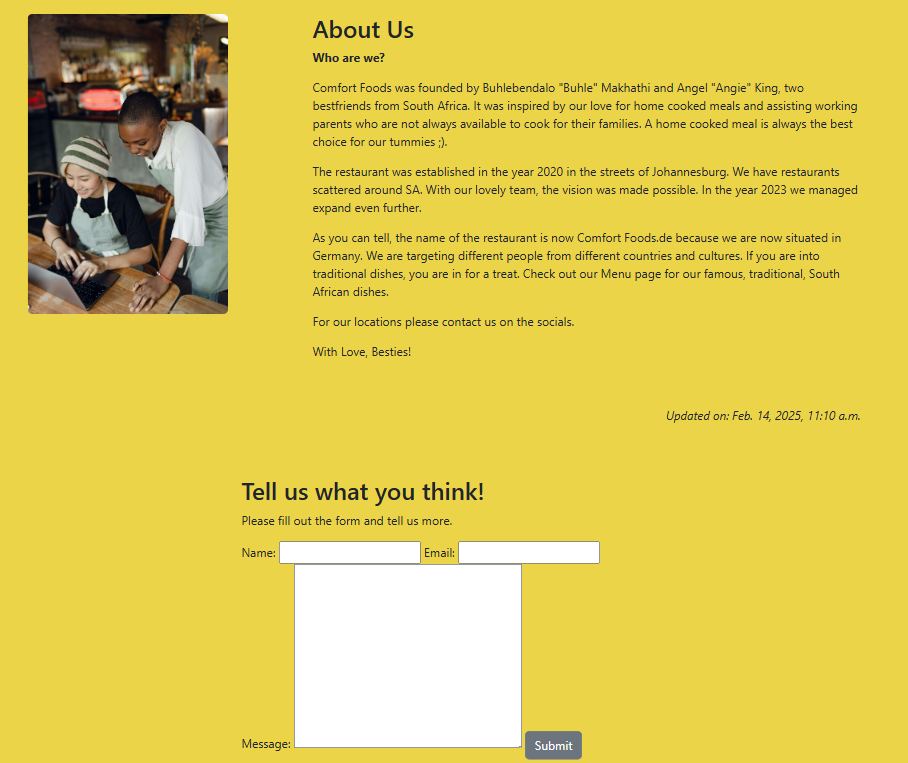 About Us
Who are we?
Comfort Foods was founded by Buhlebendalo "Buhle" Makhathi and Angel "Angie" King, two
bestfriends from South Africa. It was inspired by our love for home cooked meals and assisting working
parents who are not always available to cook for their families. A home cooked meal is always the best
choice for our tummies ;).
The restaurant was established in the year 2020 in the streets of Johannesburg. We have restaurants
scattered around SA. With our lovely team, the vision was made possible. In the year 2023 we managed
expand even further.
As you can tell, the name of the restaurant is now Comfort Foods.de because we are now situated in
Germany. We are targeting different people from different countries and cultures. If you are into
traditional dishes, you are in for a treat. Check out our Menu page for our famous, traditional, South
African dishes.
For our locations please contact us on the socials.
With Love, Besties!
Updated on: Feb. 14, 2025, 11:10 a.m.
Tell us what you think!
Please fill out the form and tell us more.
Name: Email:
Message: Submit